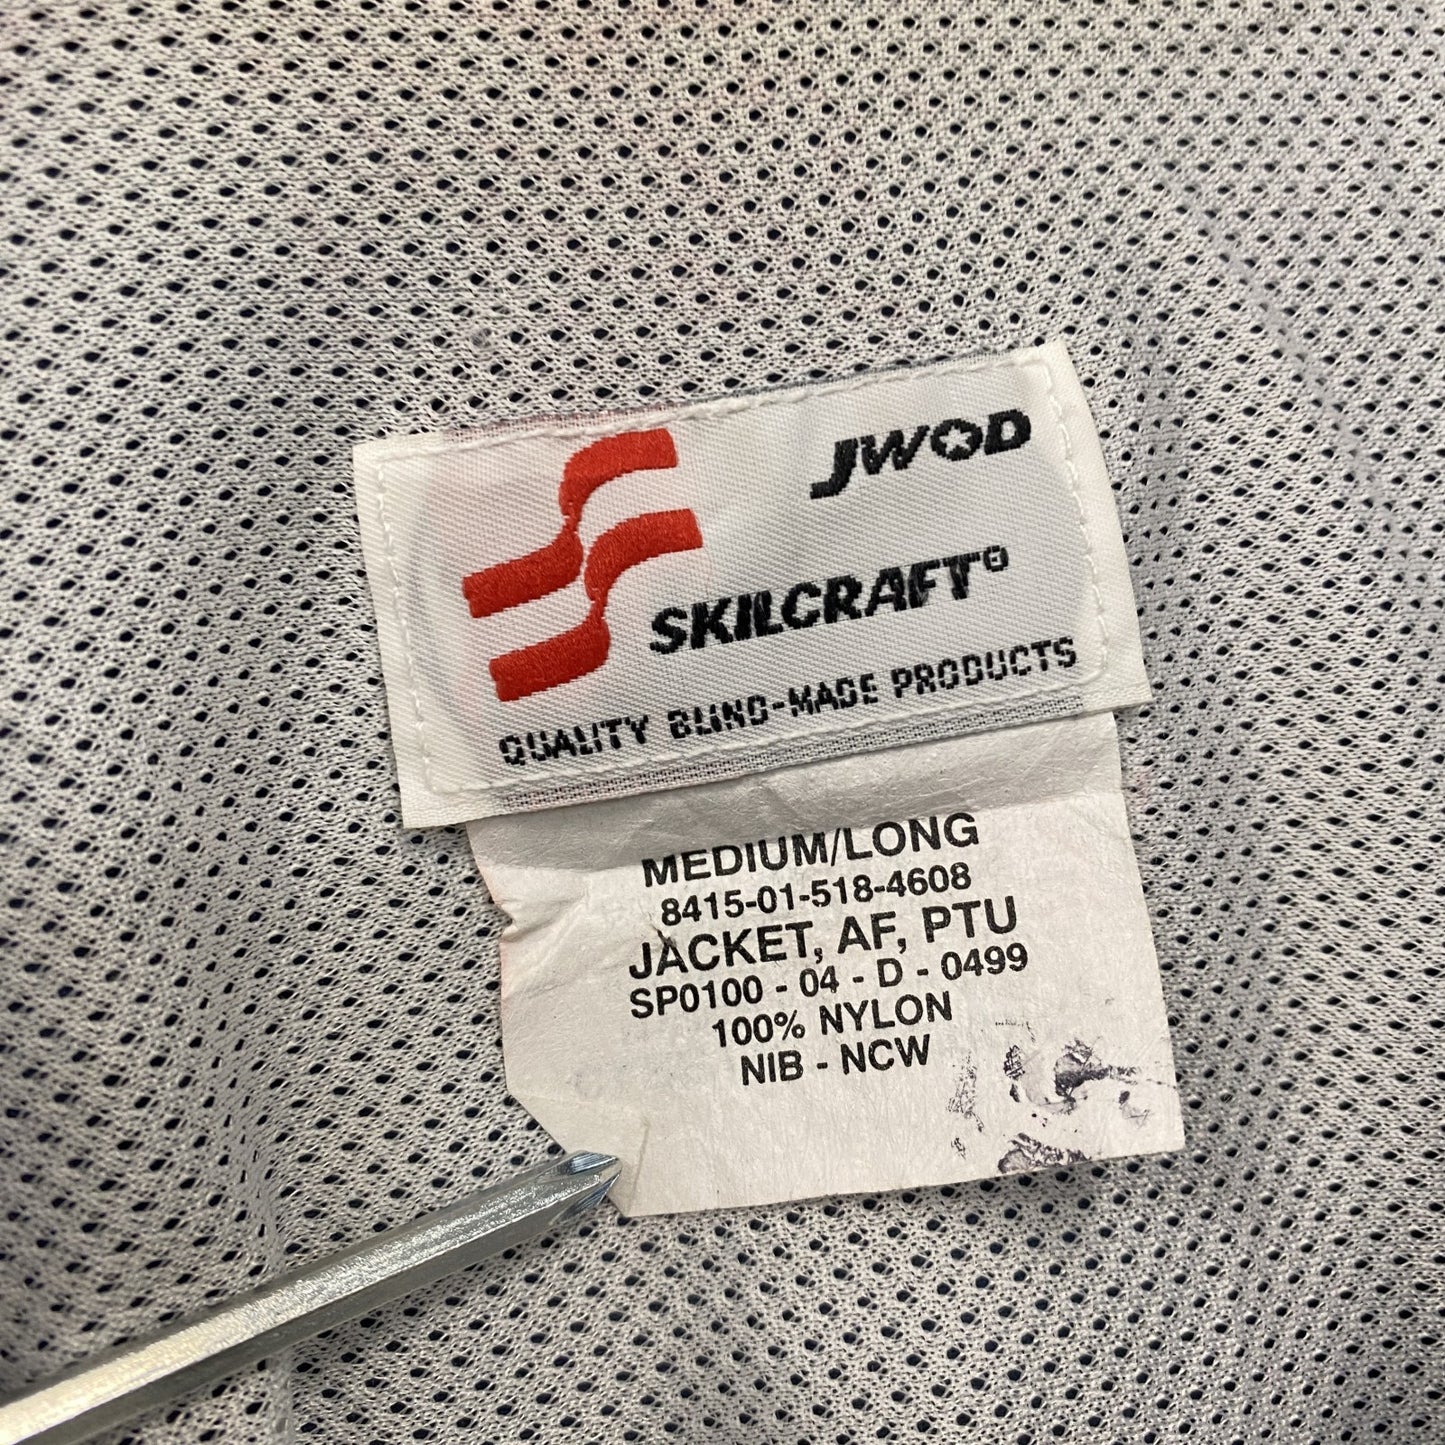 JWOD
SKILCRAFT®
QUALITY BLIND-MADE PRODUCTS
MEDIUM/LONG
8415-01-518-4608
JACKET, AF, PTU
SP0100 - 04 - D - 0499
100% NYLON
NIB - NCW